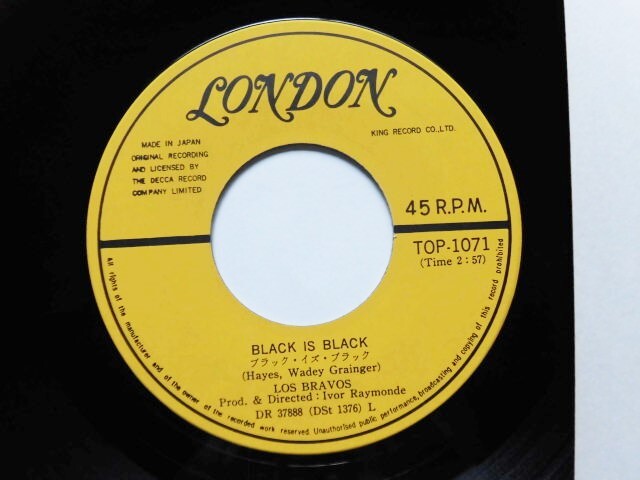 LONDON
KING RECORD CO.,LTD.
MADE IN JAPAN
ORIGINAL RECORDING
AND LICENSED BY
THE DECCA RECORD
COMPANY LIMITED
45 R.P.M.
TOP-1071
(Time 2:57)
BLACK IS BLACK
ブラック・イズ・ブラック
(Hayes, Wadey Grainger)
LOS BRAVOS
Prod. & Directed : Ivor Raymonde
DR 37888 (DSt 1376) L
All rights of the manufacturer and of the owner of the recorded work reserved Unauthorised public performance, broadcasting and copying of this record prohibited